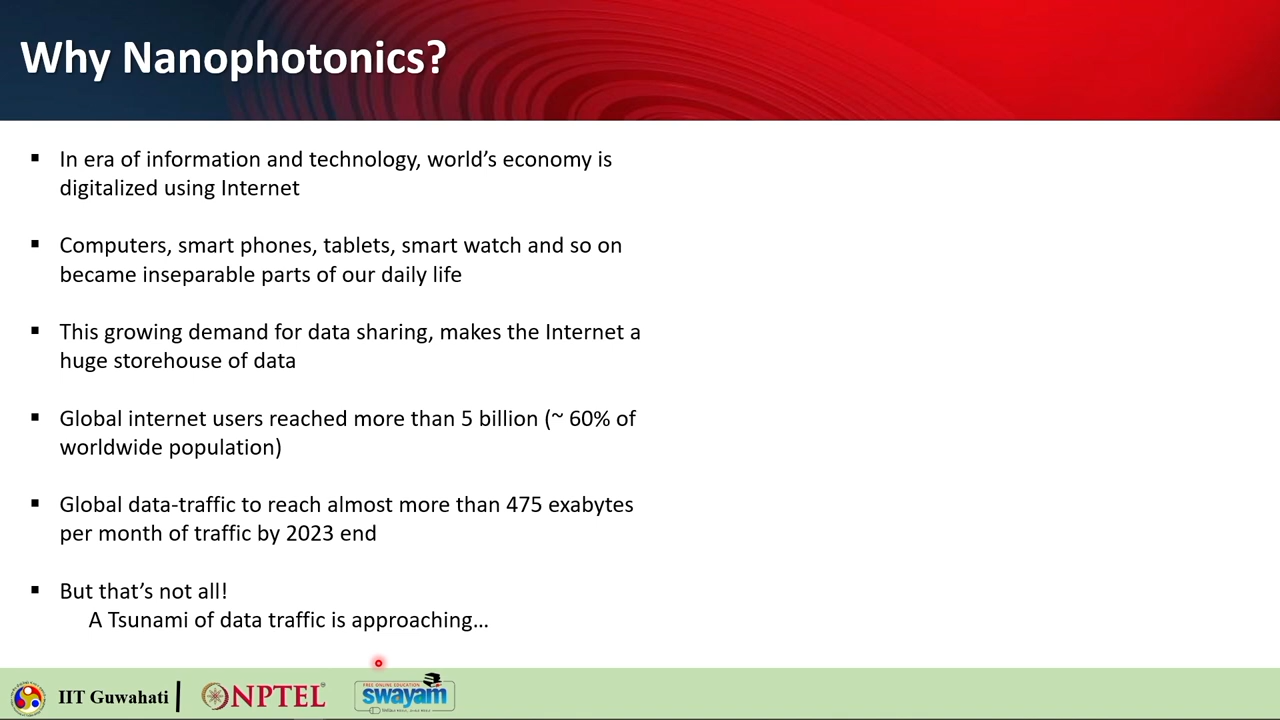 Why Nanophotonics?
▪ In era of information and technology, world's economy is
digitalized using Internet
▪ Computers, smart phones, tablets, smart watch and so on
became inseparable parts of our daily life
▪ This growing demand for data sharing, makes the Internet a
huge storehouse of data
▪ Global internet users reached more than 5 billion (~ 60% of
worldwide population)
▪ Global data-traffic to reach almost more than 475 exabytes
per month of traffic by 2023 end
▪ But that's not all!
A Tsunami of data traffic is approaching…
IIT Guwahati
NPTEL
FREE ONLINE EDUCATION
swayam